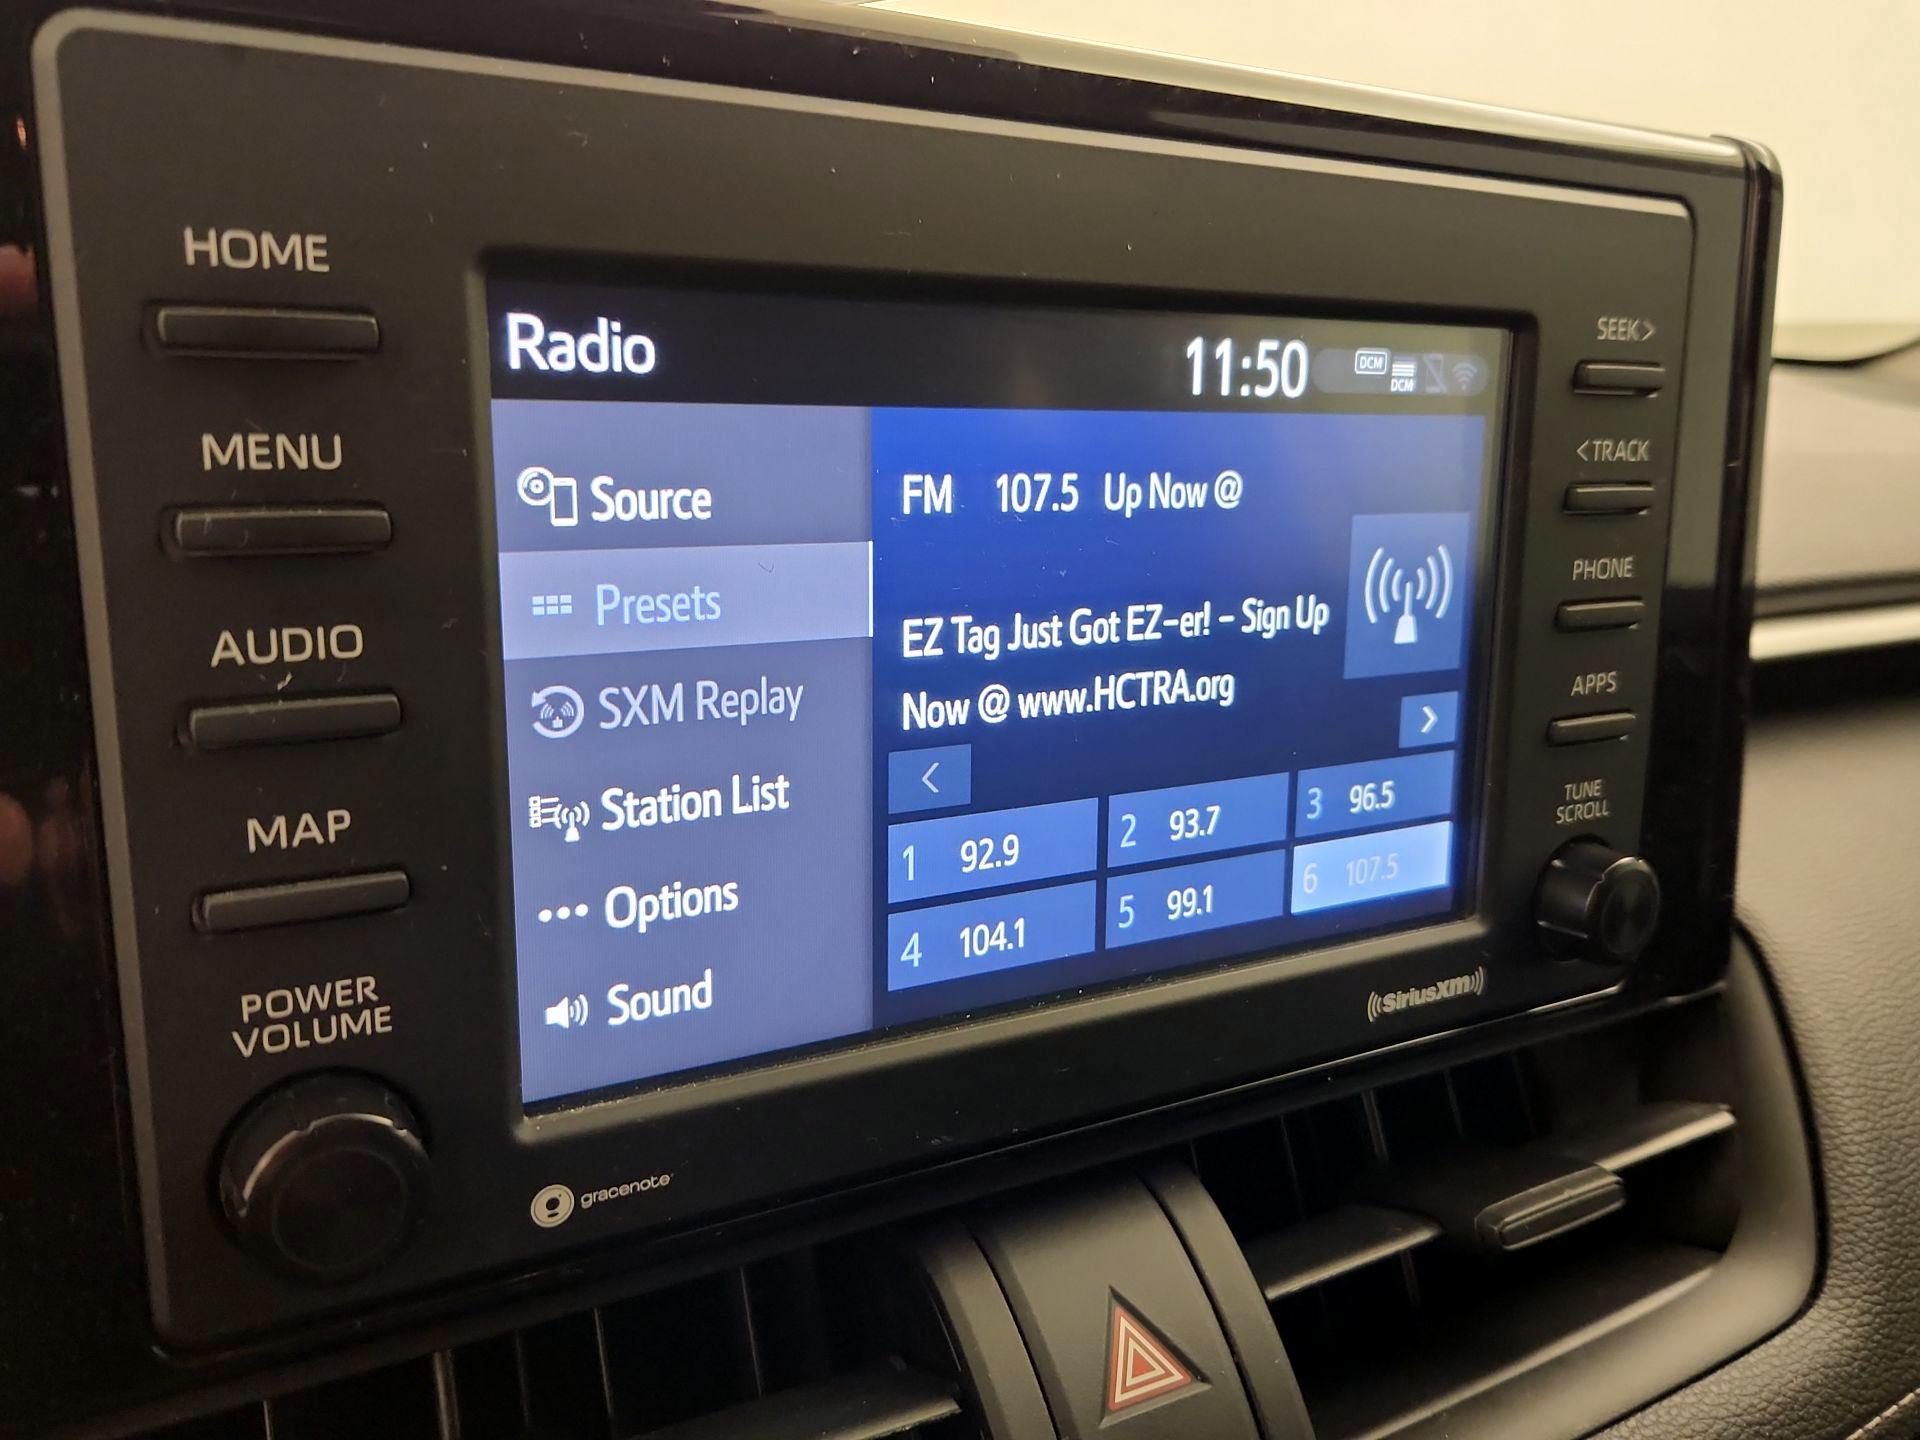 HOME
MENU
AUDIO
MAP
POWER
VOLUME
Radio
11:50
DCM
DCM
Source
Presets
SXM Replay
Station List
Options
Sound
FM 107.5 Up Now @
EZ Tag Just Got EZ-er! - Sign Up
Now @ www.HCTRA.org
1 92.9
2 93.7
3 96.5
4 104.1
5 99.1
6 107.5
SEEK>
<TRACK
PHONE
APPS
TUNE
SCROLL
gracenote
((SiriusXM))